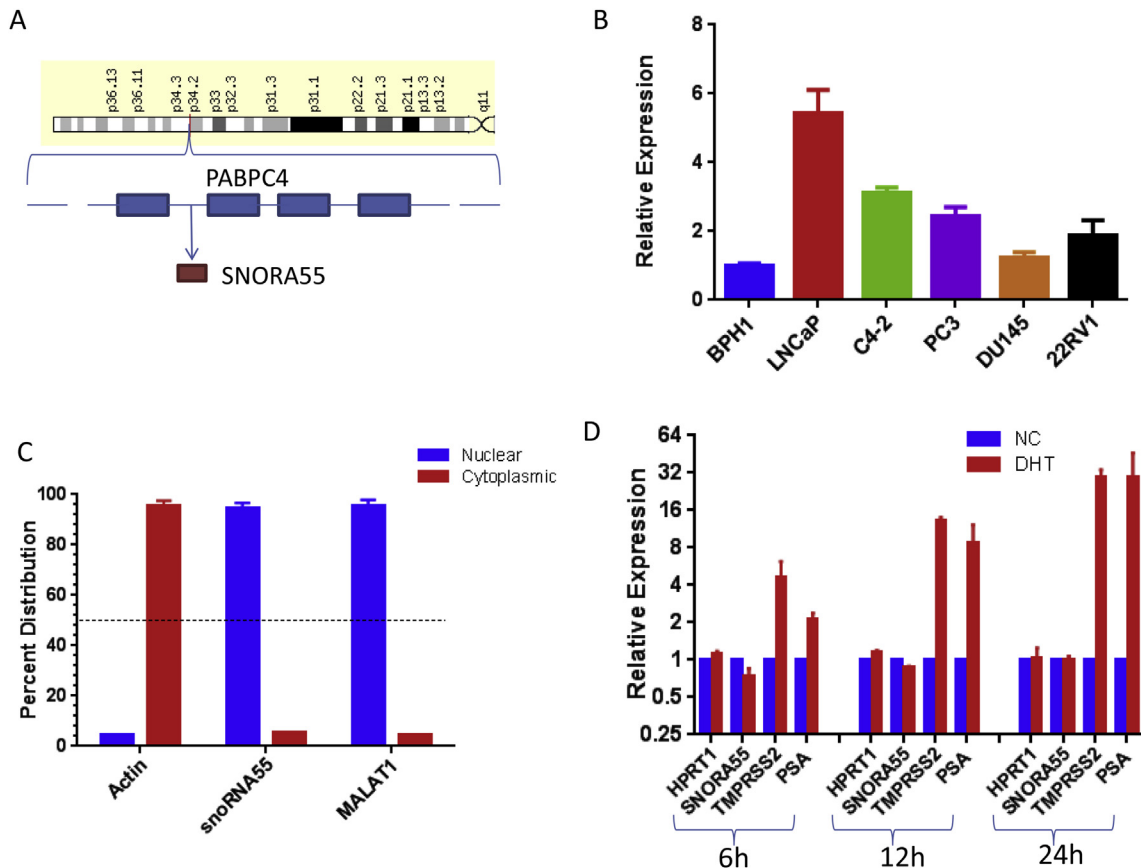 A
p36.13 p36.11 p34.3 p34.2 p33 p32.3 p31.3 p31.1 p22.2 p21.3 p21.1 p13.3 p13.2 q11
PABPC4
SNORA55
B
Relative Expression
8
6
4
2
0
BPH1 LNCaP C4-2 PC3 DU145 22RV1
C
Nuclear
Cytoplasmic
Percent Distribution
100
80
60
40
20
0
Actin snoRNA55 MALAT1
D
NC
DHT
Relative Expression
64
32
16
8
4
2
1
0.5
0.25
HPRT1 SNORA55 TMPRSS2 PSA HPRT1 SNORA55 TMPRSS2 PSA HPRT1 SNORA55 TMPRSS2 PSA
6h 12h 24h